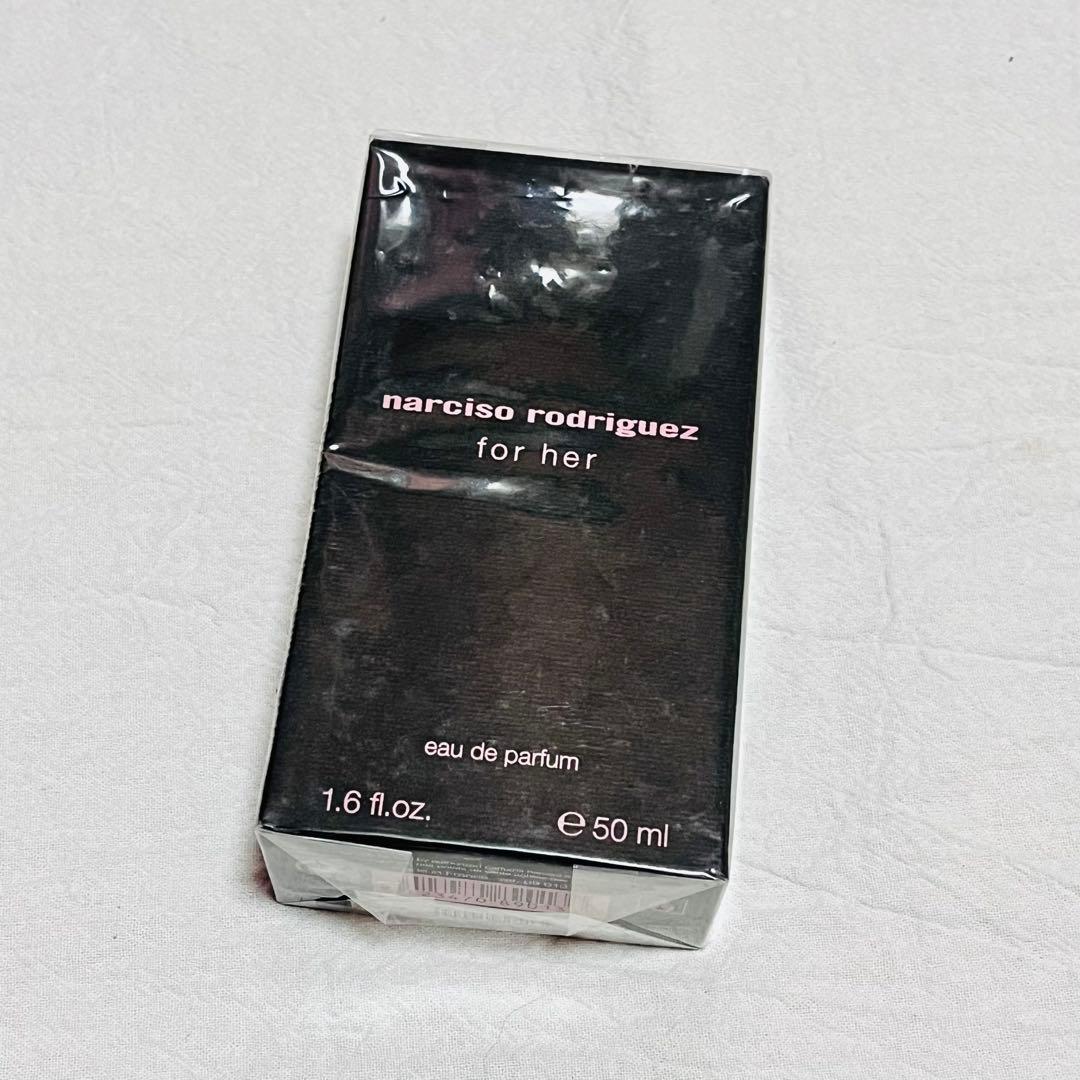 narciso rodriguez
for her
eau de parfum
1.6 fl.oz.
℮ 50 ml